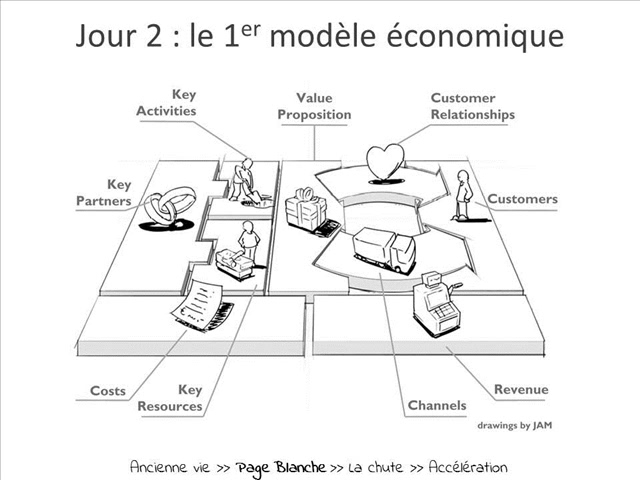 Jour 2 : le 1er modèle économique
Key
Activities
Value
Proposition
Customer
Relationships
Key
Partners
Customers
Costs
Key
Resources
Channels
Revenue
drawings by JAM
Ancienne vie >> Page Blanche >> La chute >> Accélération